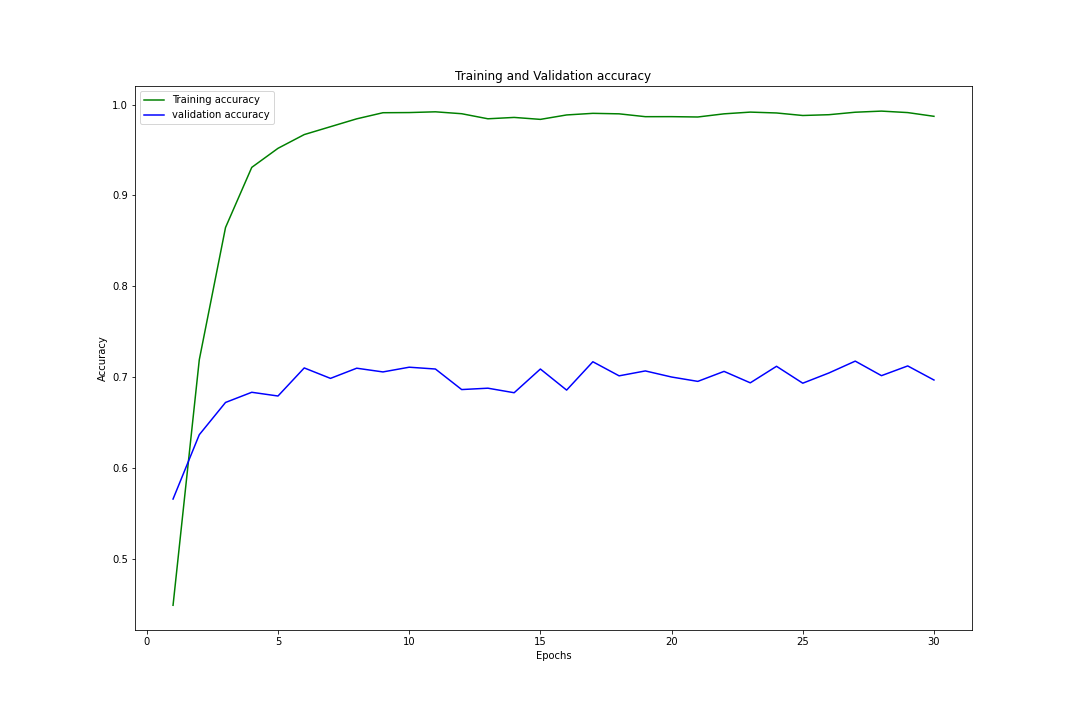 Training and Validation accuracy
Training accuracy
validation accuracy
1.0
0.9
0.8
0.7
0.6
0.5
Accuracy
0 5 10 15 20 25 30
Epochs